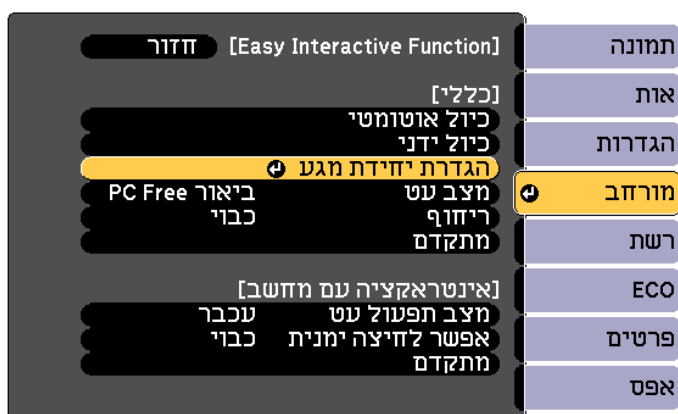 [Easy Interactive Function] חזור
[כללי]
כיול אוטומטי
כיול ידני
הגדרת יחידת מגע
מצב עט ביאור PC Free
ריחוף כבוי
מתקדם
[אינטראקציה עם מחשב]
מצב תפעול עט עכבר
אפשר לחיצה ימנית כבוי
מתקדם
תמונה
אות
הגדרות
מורחב
רשת
ECO
פרטים
אפס